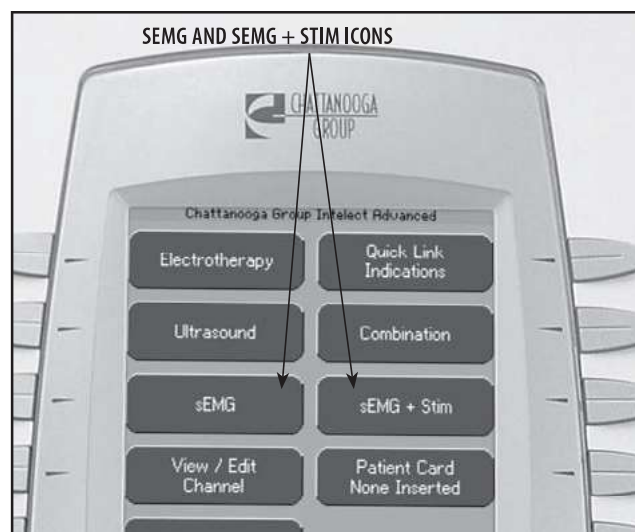 SEMG AND SEMG + STIM ICONS
CHATTANOOGA
GROUP
Chattanooga Group Intelect Advanced
Electrotherapy
Quick Link
Indications
Ultrasound
Combination
sEMG
sEMG + Stim
View / Edit
Channel
Patient Card
None Inserted